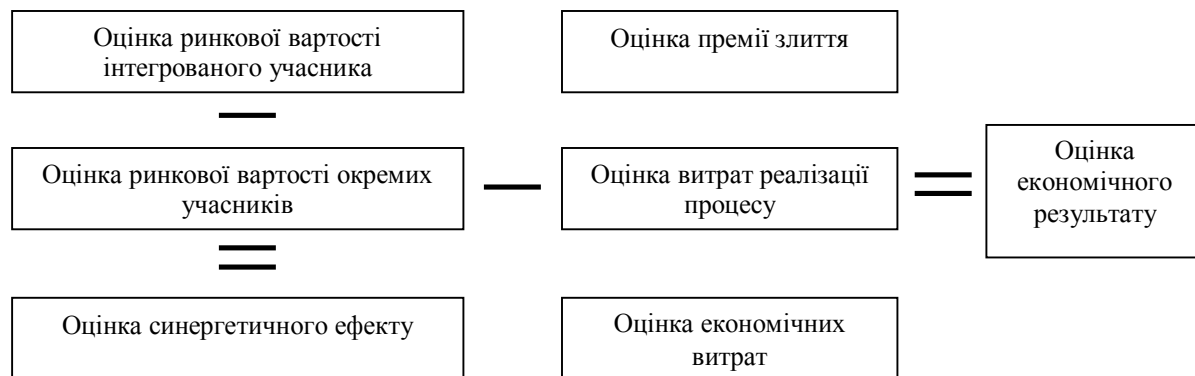 Оцінка ринкової вартості
інтегрованого учасника
Оцінка премії злиття
Оцінка ринкової вартості окремих
учасників
Оцінка витрат реалізації
процесу
Оцінка
економічного
результату
Оцінка синергетичного ефекту
Оцінка економічних
витрат